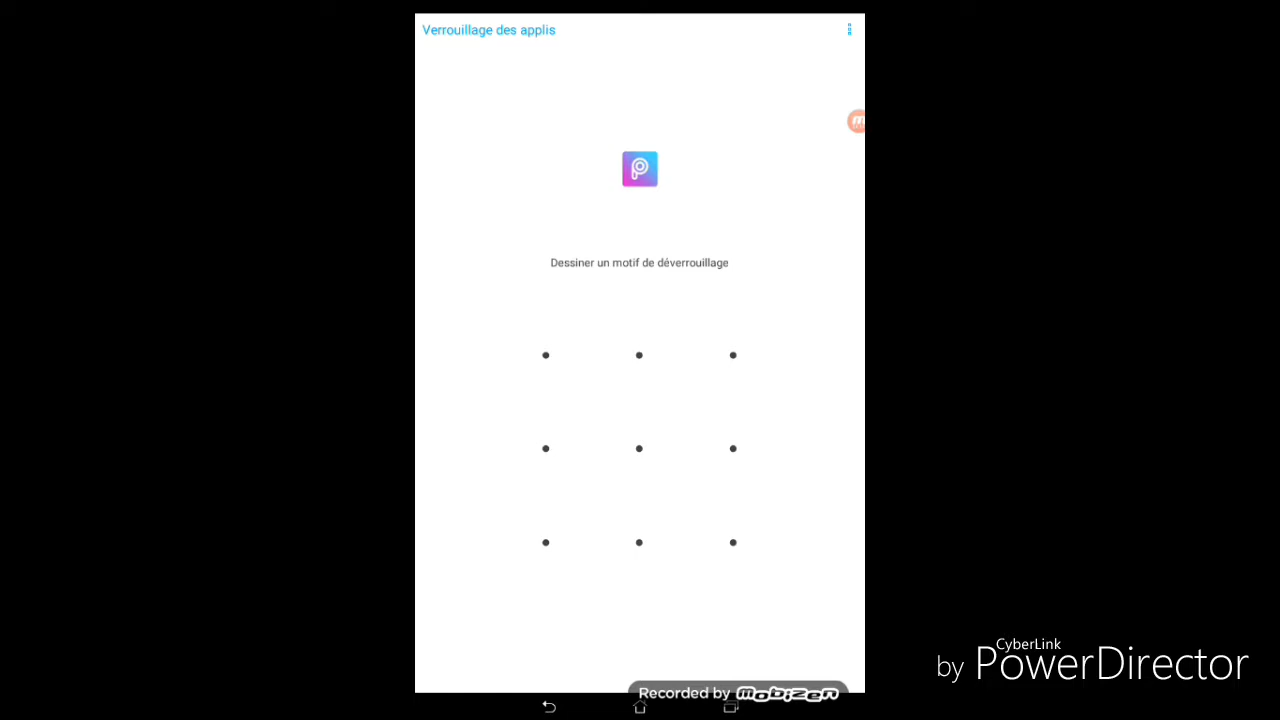 Verrouillage des applis
Dessiner un motif de déverrouillage
CyberLink
by PowerDirector
Recorded by mobizen